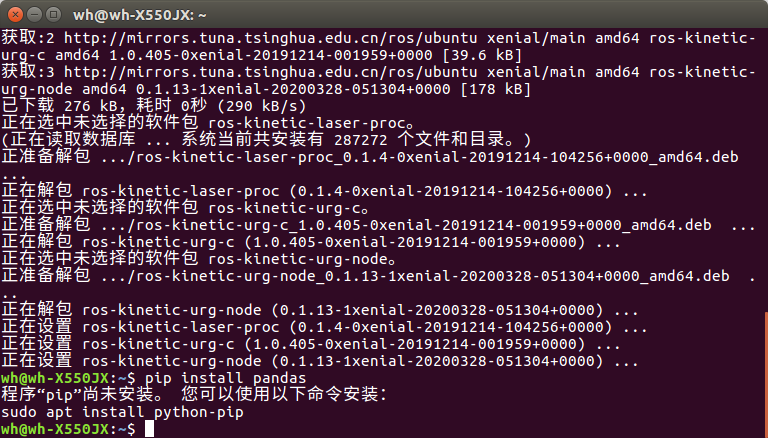 wh@wh-X550JX: ~
获取:2 http://mirrors.tuna.tsinghua.edu.cn/ros/ubuntu xenial/main amd64 ros-kinetic-
urg-c amd64 1.0.405-0xenial-20191214-001959+0000 [39.6 kB]
获取:3 http://mirrors.tuna.tsinghua.edu.cn/ros/ubuntu xenial/main amd64 ros-kinetic-
urg-node amd64 0.1.13-1xenial-20200328-051304+0000 [178 kB]
已下载 276 kB，耗时 0秒 (290 kB/s)
正在选中未选择的软件包 ros-kinetic-laser-proc。
(正在读取数据库 ... 系统当前共安装有 287272 个文件和目录。)
正准备解包 .../ros-kinetic-laser-proc_0.1.4-0xenial-20191214-104256+0000_amd64.deb
...
正在解包 ros-kinetic-laser-proc (0.1.4-0xenial-20191214-104256+0000) ...
正在选中未选择的软件包 ros-kinetic-urg-c。
正准备解包 .../ros-kinetic-urg-c_1.0.405-0xenial-20191214-001959+0000_amd64.deb ...
正在解包 ros-kinetic-urg-c (1.0.405-0xenial-20191214-001959+0000) ...
正在选中未选择的软件包 ros-kinetic-urg-node。
正准备解包 .../ros-kinetic-urg-node_0.1.13-1xenial-20200328-051304+0000_amd64.deb .
..
正在解包 ros-kinetic-urg-node (0.1.13-1xenial-20200328-051304+0000) ...
正在设置 ros-kinetic-laser-proc (0.1.4-0xenial-20191214-104256+0000) ...
正在设置 ros-kinetic-urg-c (1.0.405-0xenial-20191214-001959+0000) ...
正在设置 ros-kinetic-urg-node (0.1.13-1xenial-20200328-051304+0000) ...
wh@wh-X550JX:~$ pip install pandas
程序“pip”尚未安装。 您可以使用以下命令安装：
sudo apt install python-pip
wh@wh-X550JX:~$